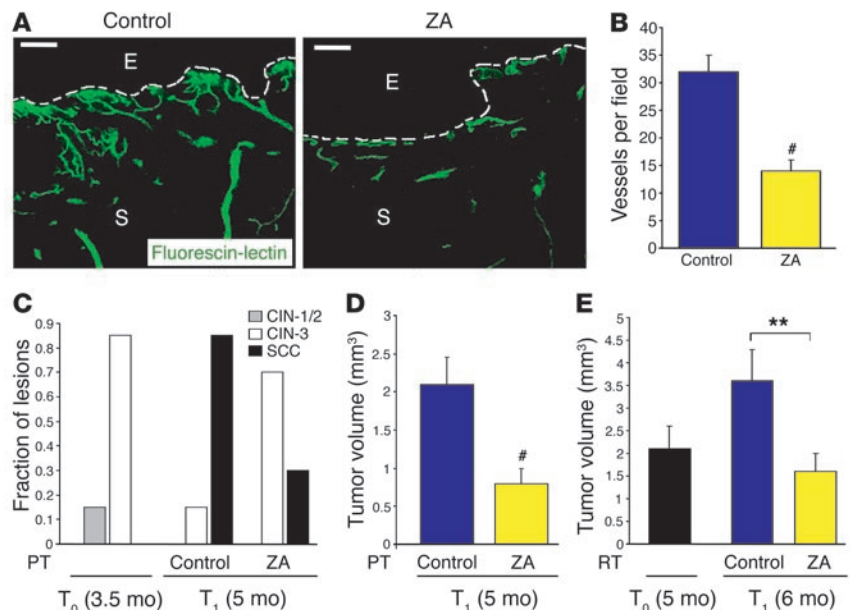 A
Control
ZA
E
E
S
S
Fluorescin-lectin
B
Vessels per field
40
35
30
25
20
15
10
5
0
#
Control
ZA
C
Fraction of lesions
0.9
0.8
0.7
0.6
0.5
0.4
0.3
0.2
0.1
0
CIN-1/2
CIN-3
SCC
PT
Control
ZA
T0 (3.5 mo)
T1 (5 mo)
D
Tumor volume (mm3)
3
2.5
2
1.5
1
0.5
0
#
PT
Control
ZA
T1 (5 mo)
E
Tumor volume (mm3)
5
4.5
3.5
3
2.5
2
1.5
1
0
**
RT
Control
ZA
T0 (5 mo)
T1 (6 mo)